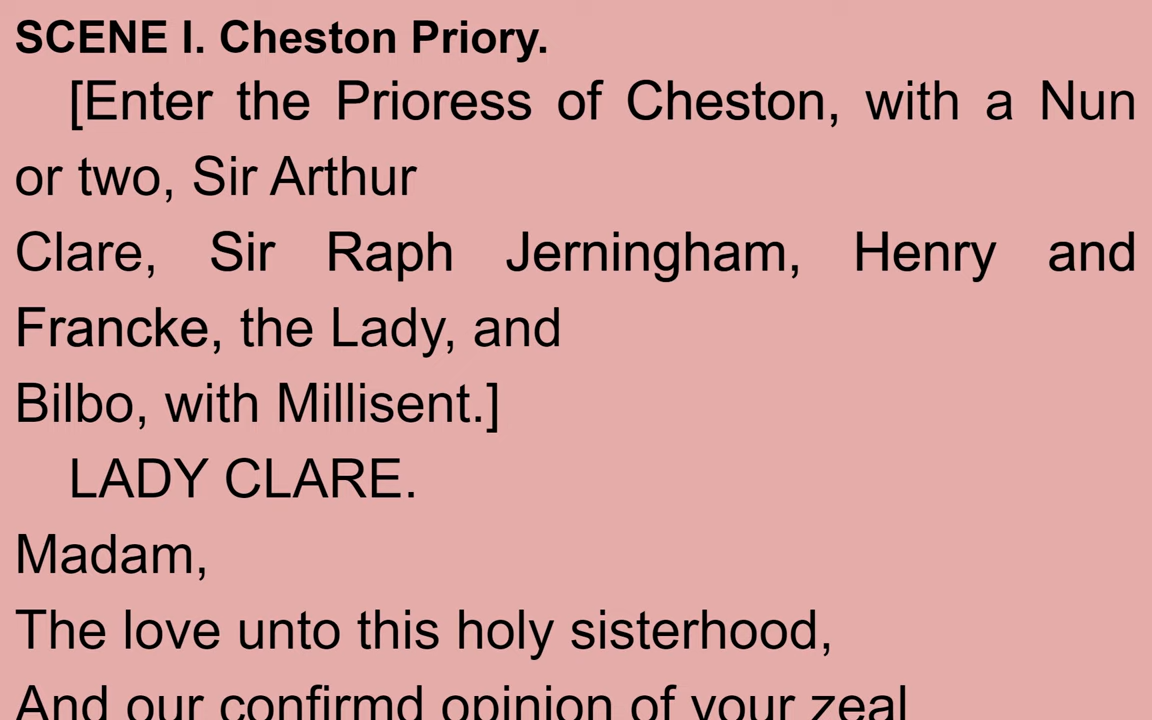 SCENE I. Cheston Priory.
[Enter the Prioress of Cheston, with a Nun
or two, Sir Arthur
Clare, Sir Raph Jerningham, Henry and
Francke, the Lady, and
Bilbo, with Millisent.]
LADY CLARE.
Madam,
The love unto this holy sisterhood,
And our confirmd opinion of your zeal